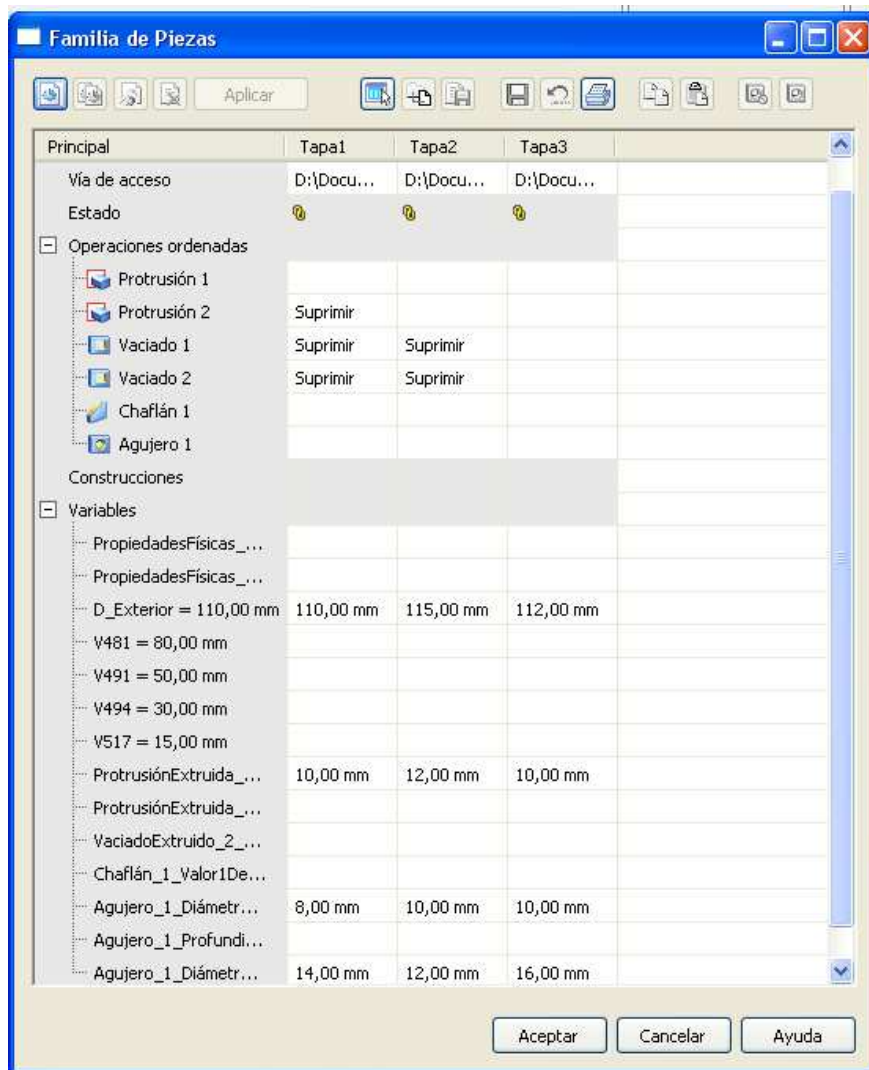 Familia de Piezas
Aplicar
Principal Tapa1 Tapa2 Tapa3
Vía de acceso D:\Docu... D:\Docu... D:\Docu...
Estado
Operaciones ordenadas
Protrusión 1
Protrusión 2 Suprimir
Vaciado 1 Suprimir Suprimir
Vaciado 2 Suprimir Suprimir
Chaflán 1
Agujero 1
Construcciones
Variables
PropiedadesFísicas_...
PropiedadesFísicas_...
D_Exterior = 110,00 mm 110,00 mm 115,00 mm 112,00 mm
V481 = 80,00 mm
V491 = 50,00 mm
V494 = 30,00 mm
V517 = 15,00 mm
ProtrusiónExtruida_... 10,00 mm 12,00 mm 10,00 mm
ProtrusiónExtruida_...
VaciadoExtruido_2_...
Chaflán_1_Valor1De...
Agujero_1_Diámetr... 8,00 mm 10,00 mm 10,00 mm
Agujero_1_Profundi...
Agujero_1_Diámetr... 14,00 mm 12,00 mm 16,00 mm
Aceptar Cancelar Ayuda